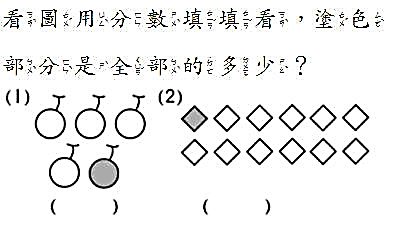 看圖用分數填填看，塗色
部分是全部的多少？
(1) (2)
( ) ( )